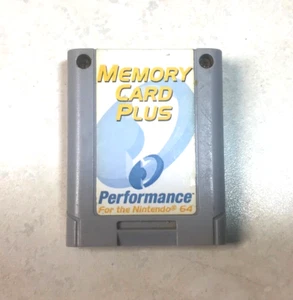 MEMORY
CARD
PLUS
Performance
For the Nintendo® 64